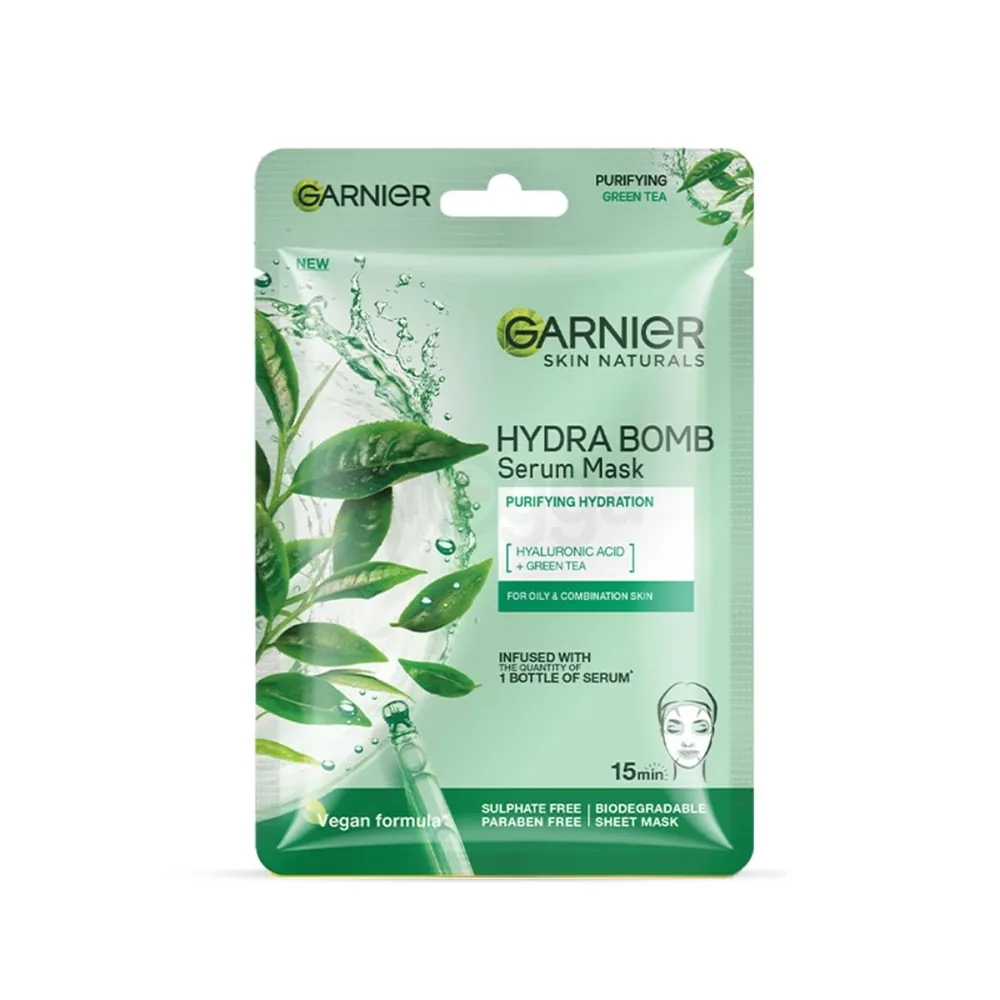 GARNIER
PURIFYING
GREEN TEA
NEW
GARNIER
SKIN NATURALS
HYDRA BOMB
Serum Mask
PURIFYING HYDRATION
[ HYALURONIC ACID
+ GREEN TEA ]
FOR OILY & COMBINATION SKIN
INFUSED WITH
THE QUANTITY OF
1 BOTTLE OF SERUM*
15min
Vegan formula*
SULPHATE FREE | BIODEGRADABLE
PARABEN FREE | SHEET MASK